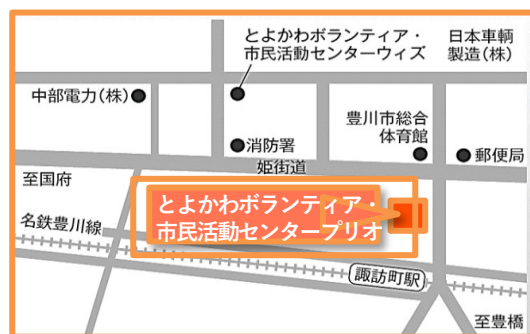 とよかわボランティア・
市民活動センターウィズ
日本車輌
製造(株)
中部電力(株)
豊川市総合
体育館
消防署
郵便局
姫街道
至国府
とよかわボランティア・
市民活動センタープリオ
名鉄豊川線
諏訪町駅
至豊橋